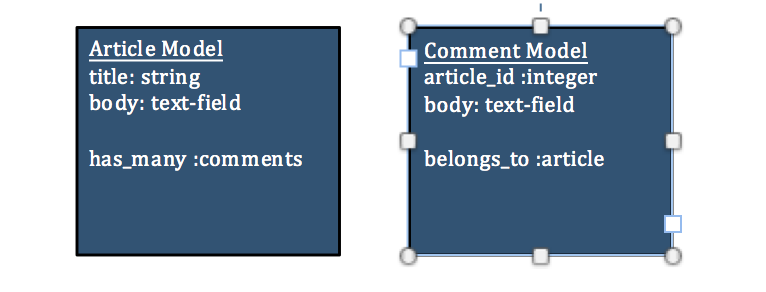 Article Model
title: string
body: text-field
has_many :comments
Comment Model
article_id :integer
body: text-field
belongs_to :article